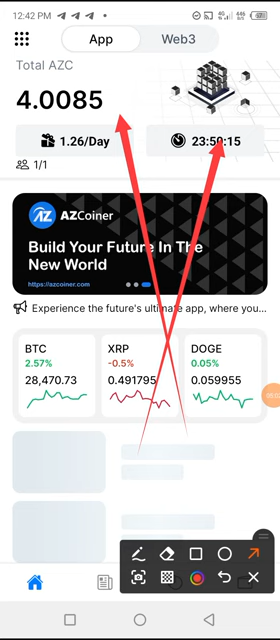 12:42 PM
App Web3
Total AZC
4.0085
1.26/Day 23:50:15
1/1
AZ AZCoiner
Build Your Future In The
New World
https://azcoiner.com
Experience the future's ultimate app, where you...
BTC XRP DOGE
2.57% -0.5% 0.05%
28,470.73 0.491795 0.059955